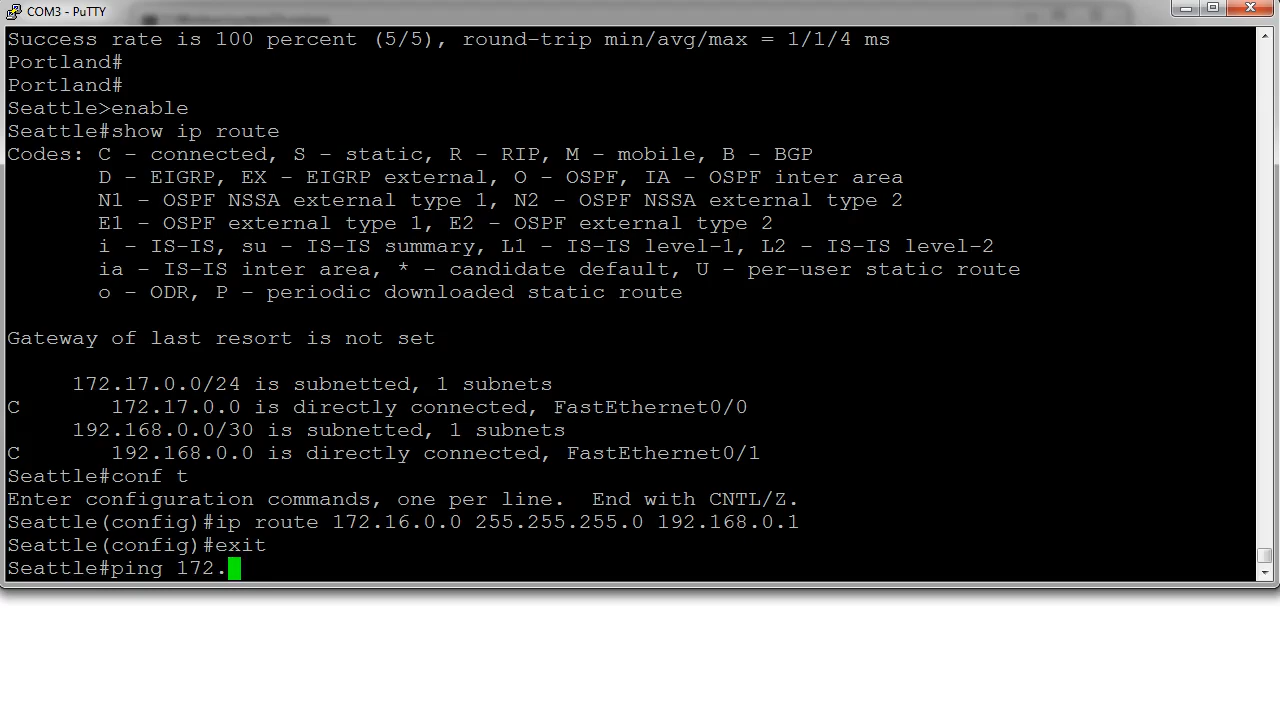 COM3 - PuTTY
Success rate is 100 percent (5/5), round-trip min/avg/max = 1/1/4 ms
Portland#
Portland#
Seattle>enable
Seattle#show ip route
Codes: C - connected, S - static, R - RIP, M - mobile, B - BGP
D - EIGRP, EX - EIGRP external, O - OSPF, IA - OSPF inter area
N1 - OSPF NSSA external type 1, N2 - OSPF NSSA external type 2
E1 - OSPF external type 1, E2 - OSPF external type 2
i - IS-IS, su - IS-IS summary, L1 - IS-IS level-1, L2 - IS-IS level-2
ia - IS-IS inter area, * - candidate default, U - per-user static route
o - ODR, P - periodic downloaded static route
Gateway of last resort is not set
172.17.0.0/24 is subnetted, 1 subnets
C 172.17.0.0 is directly connected, FastEthernet0/0
192.168.0.0/30 is subnetted, 1 subnets
C 192.168.0.0 is directly connected, FastEthernet0/1
Seattle#conf t
Enter configuration commands, one per line. End with CNTL/Z.
Seattle(config)#ip route 172.16.0.0 255.255.255.0 192.168.0.1
Seattle(config)#exit
Seattle#ping 172.